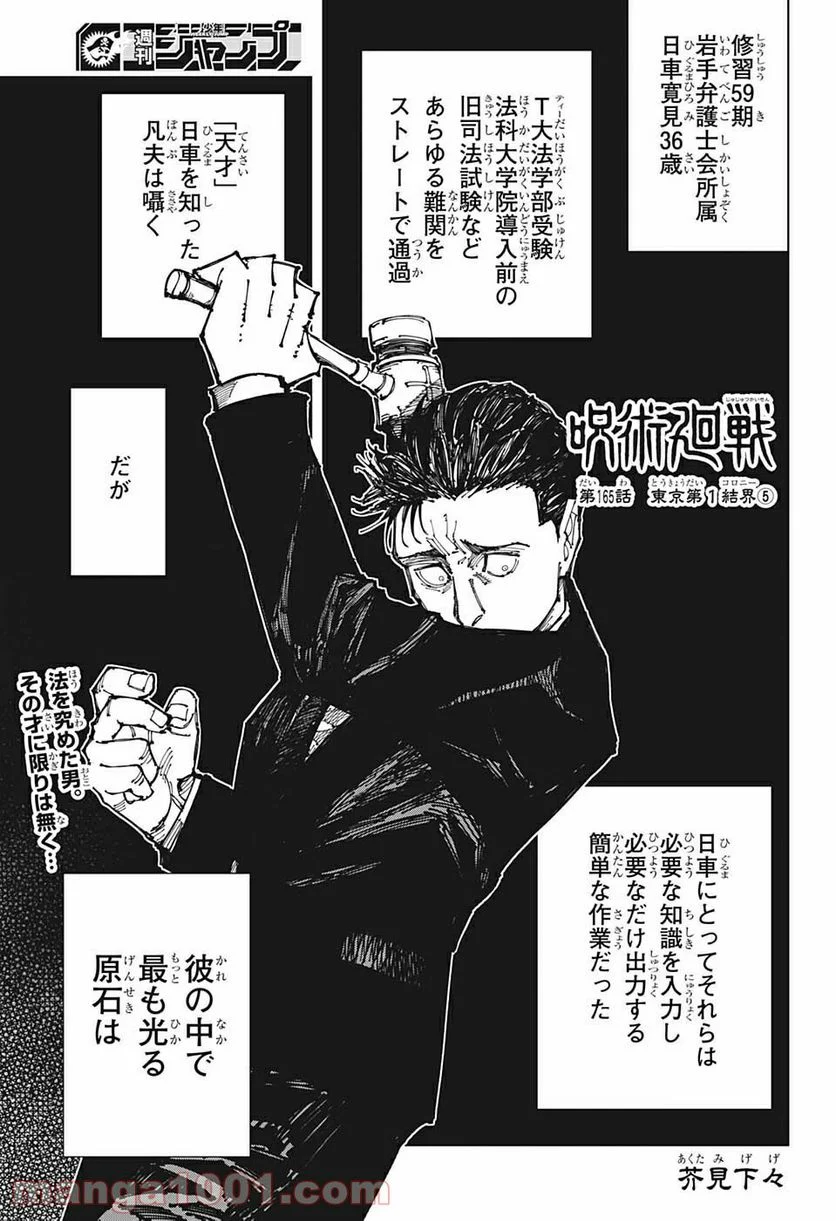 修習59期
岩手弁護士会所属
日車寛見36歳
T大法学部受験
法科大学院導入前の
旧司法試験など
あらゆる難関を
ストレートで通過
「天才」
日車を知った
凡夫は囁く
週刊少年ジャンプ
呪術廻戦
第165話 東京第1結界⑤
だが
法を究めた男。
その才に限りは無く…
日車にとってそれらは
必要な知識を入力し
必要なだけ出力する
簡単な作業だった
彼の中で
最も光る
原石は
芥見下々
manga1001.com